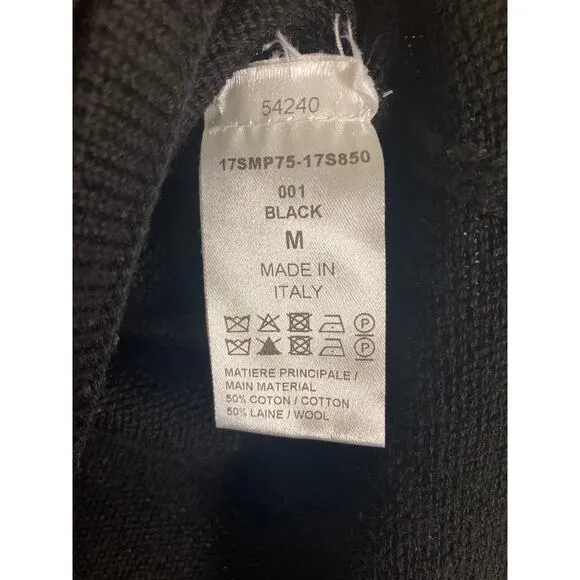 54240
17SMP75-17S850
001
BLACK
M
MADE IN
ITALY
P
P
MATIERE PRINCIPALE /
MAIN MATERIAL
50% COTON / COTTON
50% LAINE / WOOL